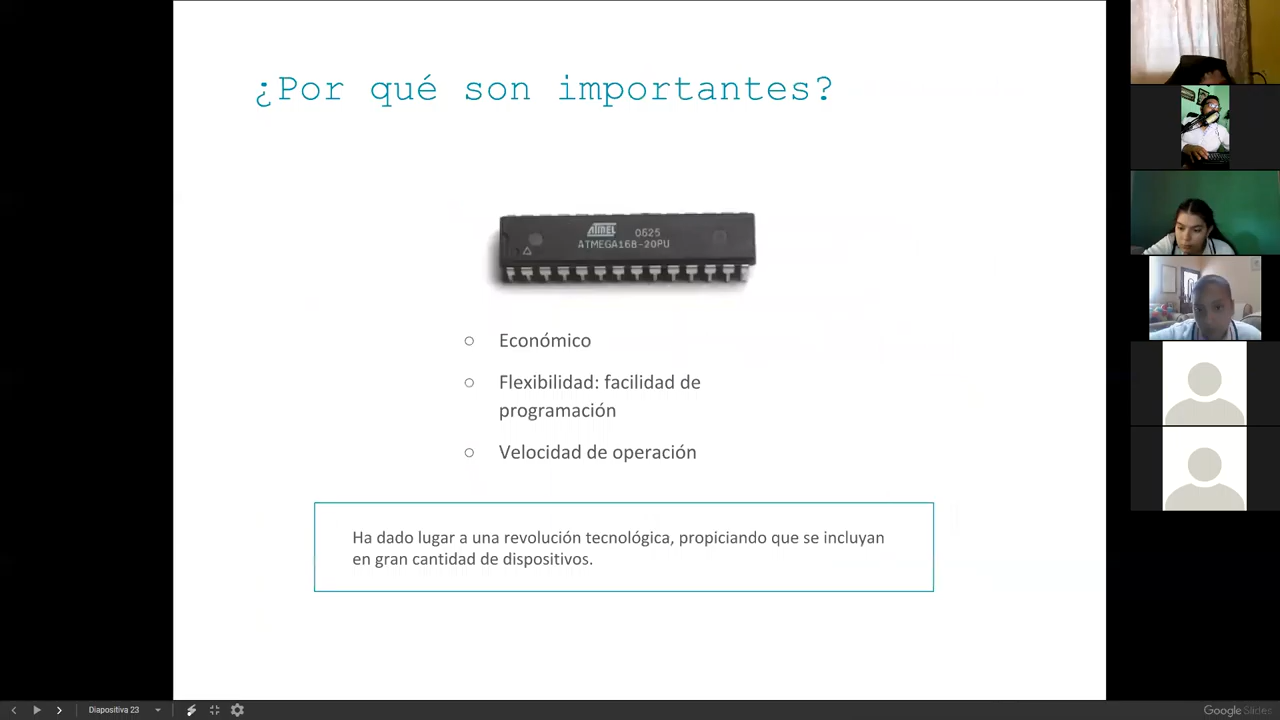 ¿Por qué son importantes?
ATMEL 0625
ATMEGA168-20PU
○ Económico
○ Flexibilidad: facilidad de
programación
○ Velocidad de operación
Ha dado lugar a una revolución tecnológica, propiciando que se incluyan
en gran cantidad de dispositivos.
Diapositiva 23
Google Slides